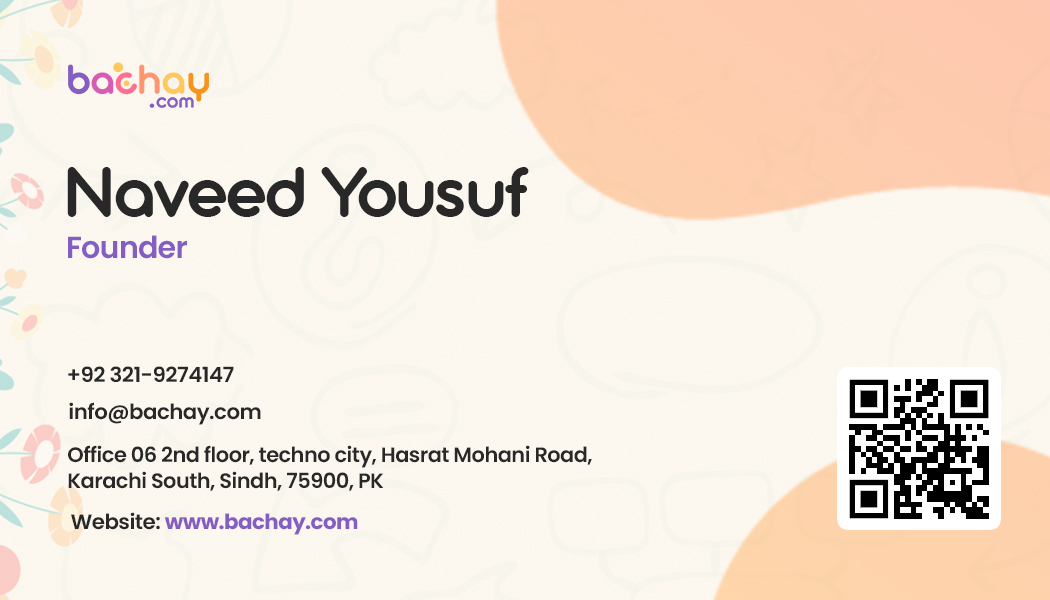 bachay
.com
Naveed Yousuf
Founder
+92 321-9274147
info@bachay.com
Office 06 2nd floor, techno city, Hasrat Mohani Road,
Karachi South, Sindh, 75900, PK
Website: www.bachay.com